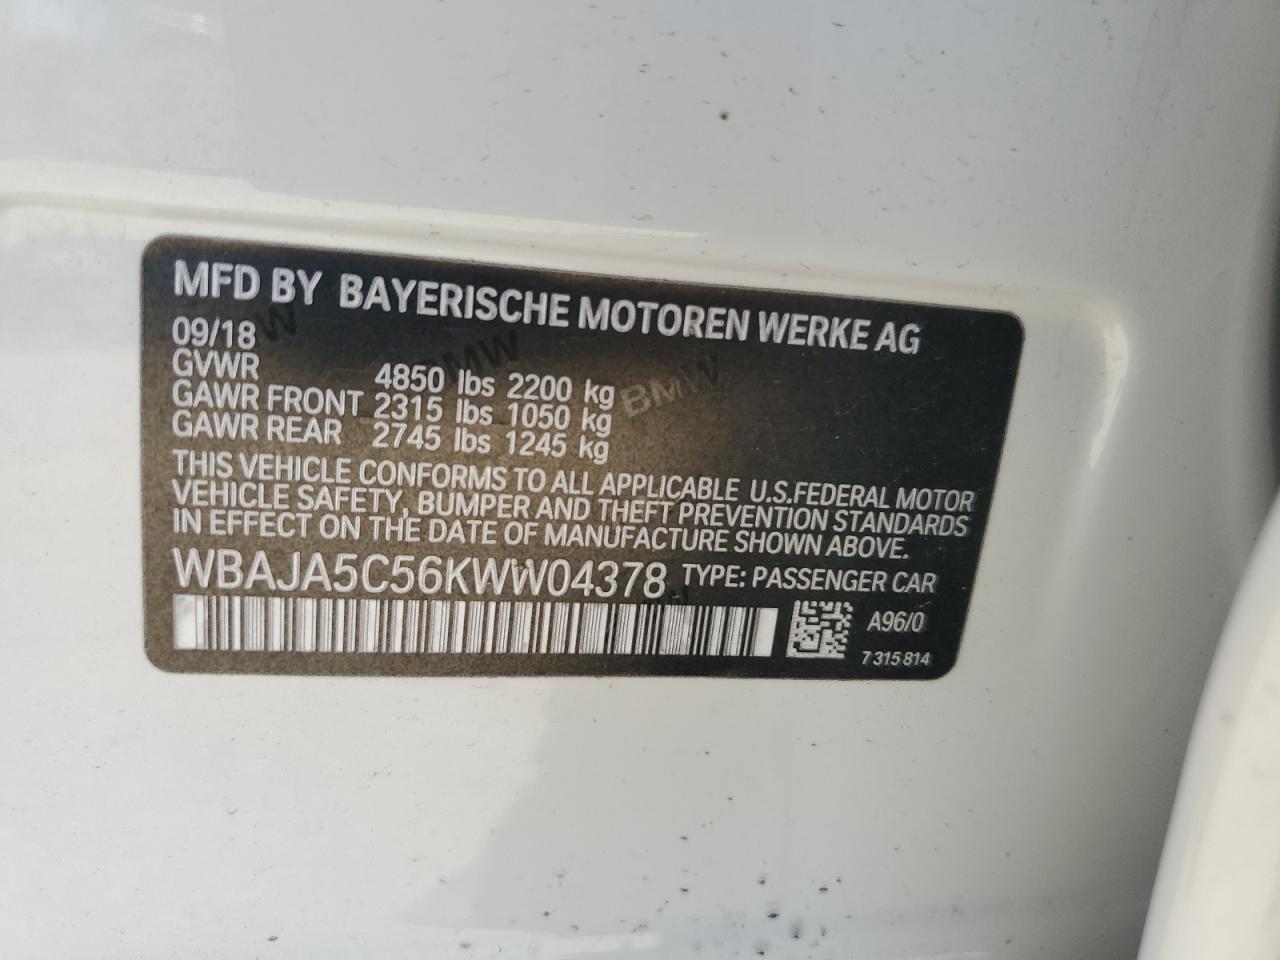 MFD BY BAYERISCHE MOTOREN WERKE AG
09/18
GVWR 4850 lbs 2200 kg
GAWR FRONT 2315 lbs 1050 kg
GAWR REAR 2745 lbs 1245 kg
THIS VEHICLE CONFORMS TO ALL APPLICABLE U.S.FEDERAL MOTOR
VEHICLE SAFETY, BUMPER AND THEFT PREVENTION STANDARDS
IN EFFECT ON THE DATE OF MANUFACTURE SHOWN ABOVE.
WBAJA5C56KWW04378 TYPE: PASSENGER CAR
A96/0
7 315 814
BMW
BMW